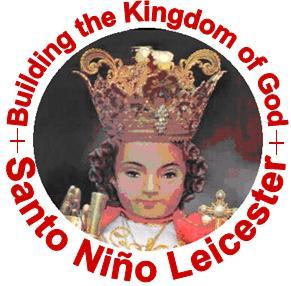 Building the Kingdom of God
Santo Niño Leicester